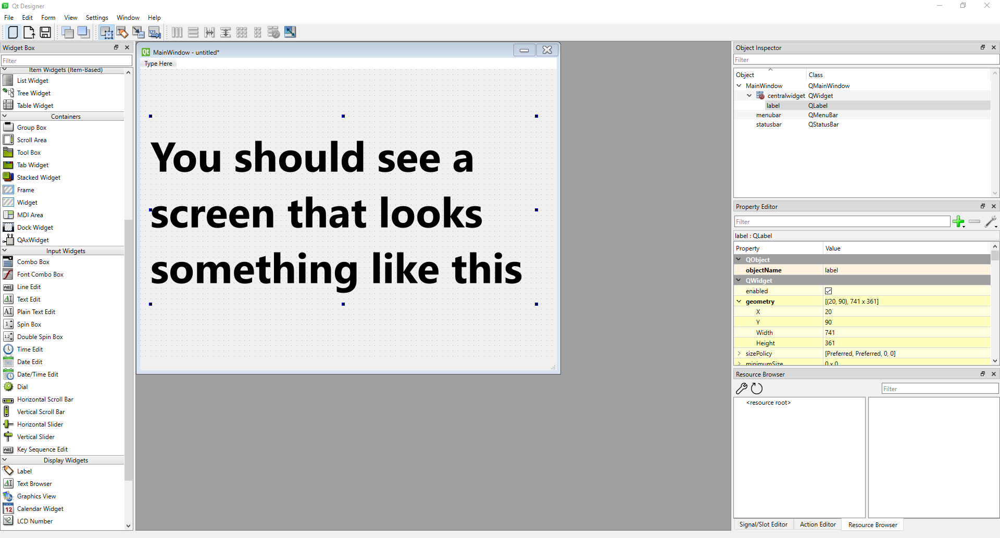 Qt Designer
File Edit Form View Settings Window Help
Widget Box
Filter
Item Widgets (Item-Based)
List Widget
Tree Widget
Table Widget
Containers
Group Box
Scroll Area
Tool Box
Tab Widget
Stacked Widget
Frame
Widget
MDI Area
Dock Widget
QAxWidget
Input Widgets
Combo Box
Font Combo Box
Line Edit
Text Edit
Plain Text Edit
Spin Box
Double Spin Box
Time Edit
Date Edit
Date/Time Edit
Dial
Horizontal Scroll Bar
Vertical Scroll Bar
Horizontal Slider
Vertical Slider
Key Sequence Edit
Display Widgets
Label
Text Browser
Graphics View
Calendar Widget
LCD Number
MainWindow - untitled*
Type Here
You should see a
screen that looks
something like this
Object Inspector
Filter
Object Class
MainWindow QMainWindow
centralwidget QWidget
label QLabel
menubar QMenuBar
statusbar QStatusBar
Property Editor
Filter
label : QLabel
Property Value
QObject
objectName label
QWidget
enabled
geometry [(20, 90), 741 x 361]
X 20
Y 90
Width 741
Height 361
sizePolicy [Preferred, Preferred, 0, 0]
minimumSize 0 x 0
Resource Browser
Filter
<resource root>
Signal/Slot Editor Action Editor Resource Browser